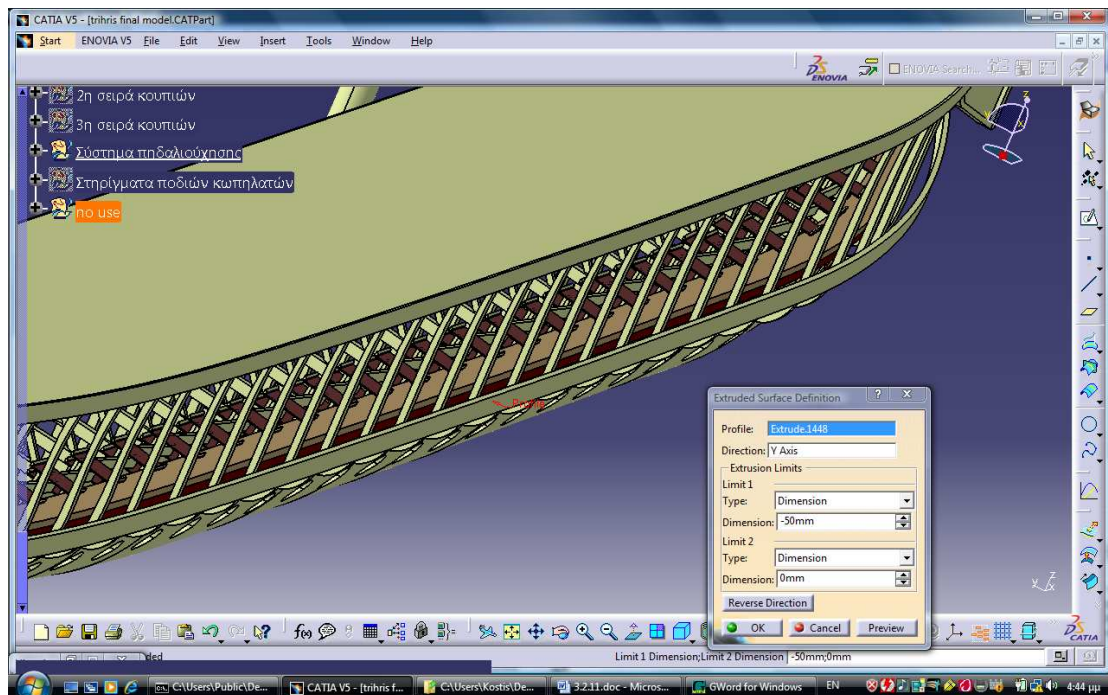 CATIA V5 - [trihris final model.CATPart]
Start ENOVIA V5 File Edit View Insert Tools Window Help
ENOVIA
ENOVIA Search...
2η σειρά κουπιών
3η σειρά κουπιών
Σύστημα πηδαλιούχησης
Στηρίγματα ποδιών κωπηλατών
no use
z
y
x
Profile
Extruded Surface Definition
Profile: Extrude.1448
Direction: Y Axis
Extrusion Limits
Limit 1
Type: Dimension
Dimension: -50mm
Limit 2
Type: Dimension
Dimension: 0mm
Reverse Direction
OK Cancel Preview
f(x)
CATIA
Limit 1 Dimension;Limit 2 Dimension -50mm;0mm
C:\Users\Public\De... CATIA V5 - [trihris f... C:\Users\Kostis\De... 3.2.11.doc - Micros... GWord for Windows EN 4:44 μμ